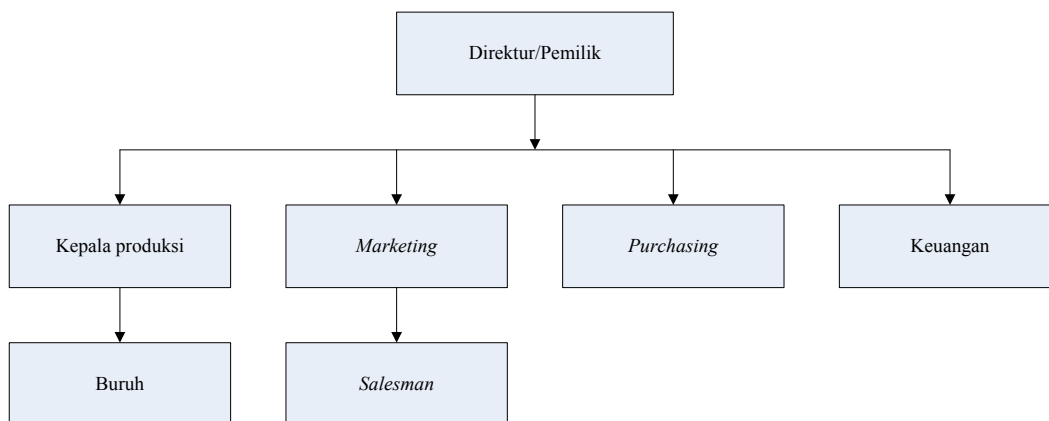 Direktur/Pemilik
Kepala produksi
Marketing
Purchasing
Keuangan
Buruh
Salesman